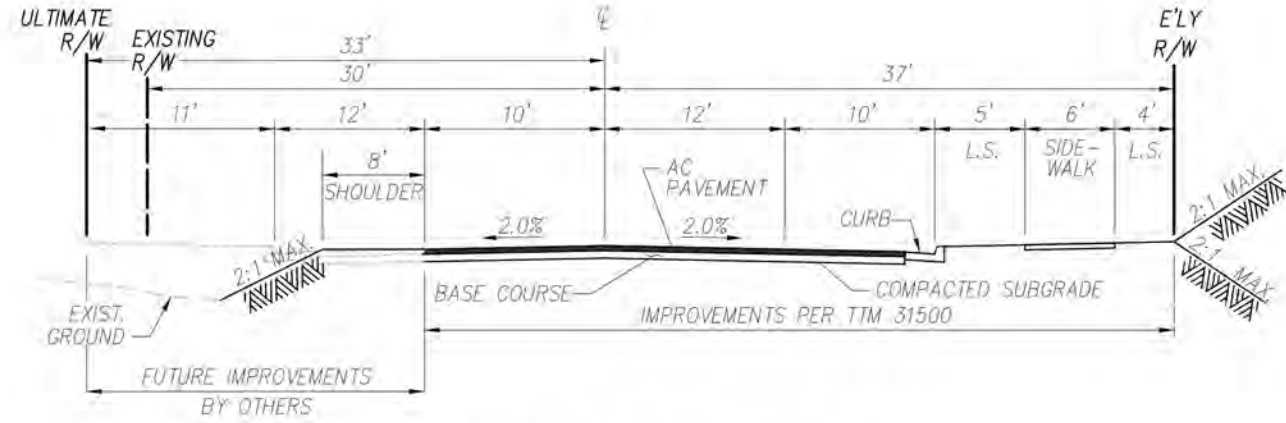 ULTIMATE
R/W
EXISTING
R/W
℄
E'LY
R/W
33'
30'
37'
11'
12'
10'
12'
10'
5'
6'
4'
L.S.
SIDE-
WALK
L.S.
8'
SHOULDER
AC
PAVEMENT
2.0%
2.0%
CURB
2:1 MAX.
2:1 MAX.
2:1 MAX.
BASE COURSE
COMPACTED SUBGRADE
EXIST.
GROUND
IMPROVEMENTS PER TTM 31500
FUTURE IMPROVEMENTS
BY OTHERS